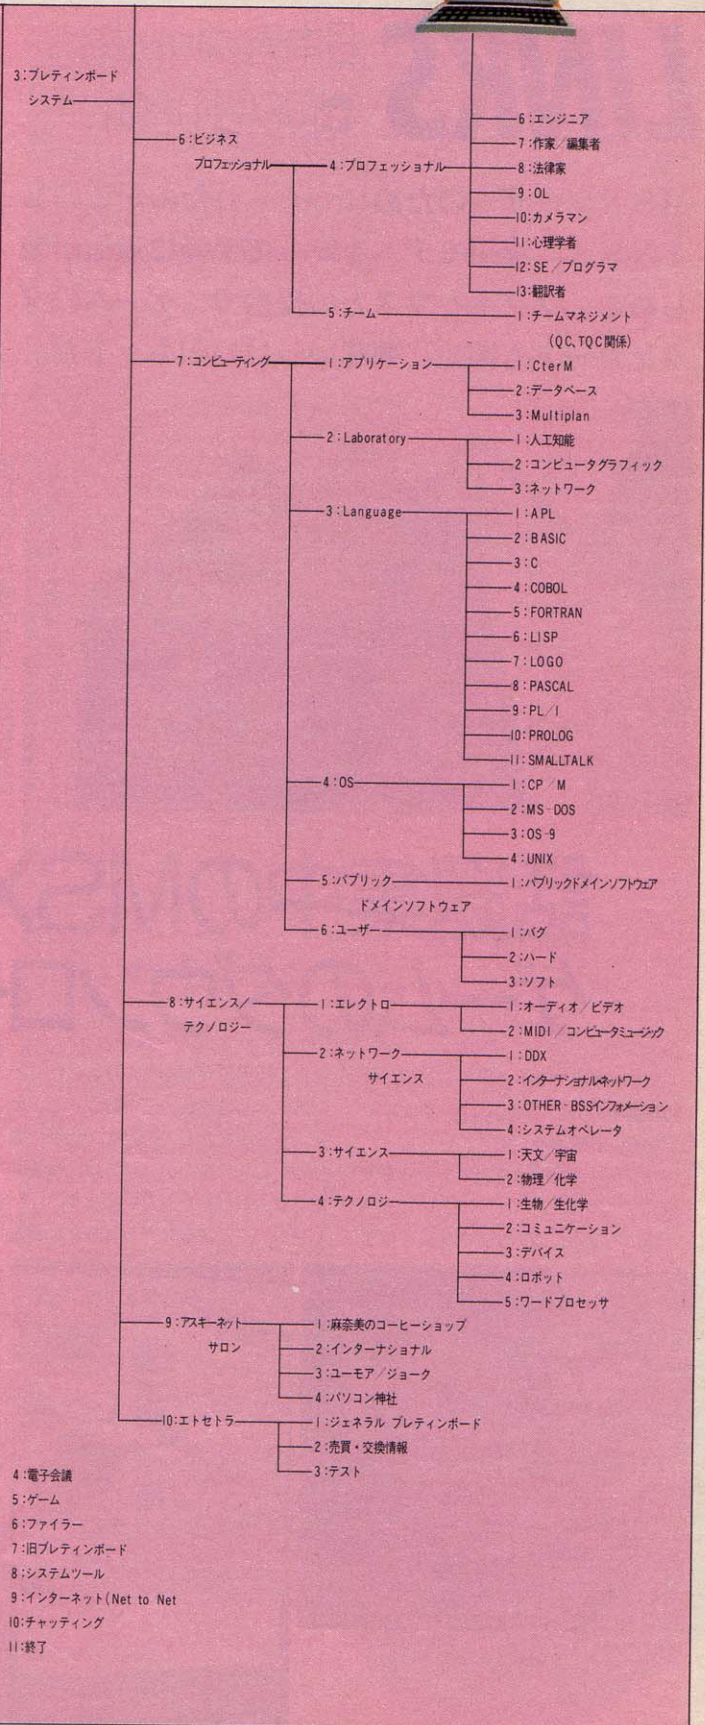 3:ブレティンボード
システム
6:ビジネス
プロフェッショナル
4:プロフェッショナル
6:エンジニア
7:作家/編集者
8:法律家
9:OL
10:カメラマン
11:心理学者
12:SE/プログラマ
13:翻訳者
5:チーム
1:チームマネジメント
(QC、TQC関係)
7:コンピューティング
1:アプリケーション
1:CterM
2:データベース
3:Multiplan
2:Laboratory
1:人工知能
2:コンピュータグラフィック
3:ネットワーク
3:Language
1:APL
2:BASIC
3:C
4:COBOL
5:FORTRAN
6:LISP
7:LOGO
8:PASCAL
9:PL/I
10:PROLOG
11:SMALLTALK
4:OS
1:CP/M
2:MS-DOS
3:OS-9
4:UNIX
5:パブリック
ドメインソフトウェア
1:パブリックドメインソフトウェア
6:ユーザー
1:バグ
2:ハード
3:ソフト
8:サイエンス/
テクノロジー
1:エレクトロ
1:オーディオ/ビデオ
2:MIDI/コンピュータミュージック
2:ネットワーク
サイエンス
1:DDX
2:インターナショナル・ネットワーク
3:OTHER-BSSインフォメーション
4:システムオペレータ
3:サイエンス
1:天文/宇宙
2:物理/化学
4:テクノロジ
1:生物/生化学
2:コミュニケーション
3:デバイス
4:ロボット
5:ワードプロセッサ
9:アスキーネット
サロン
1:麻奈美のコーヒーショップ
2:インターナショナル
3:ユーモア/ジョーク
4:パソコン神社
10:エトセトラ
1:ジェネラル ブレティンボード
2:売買・交換情報
3:テスト
4:電子会議
5:ゲーム
6:ファイラー
7:旧ブレティンボード
8:システムツール
9:インターネット(Net to Net
10:チャッティング
11:終了